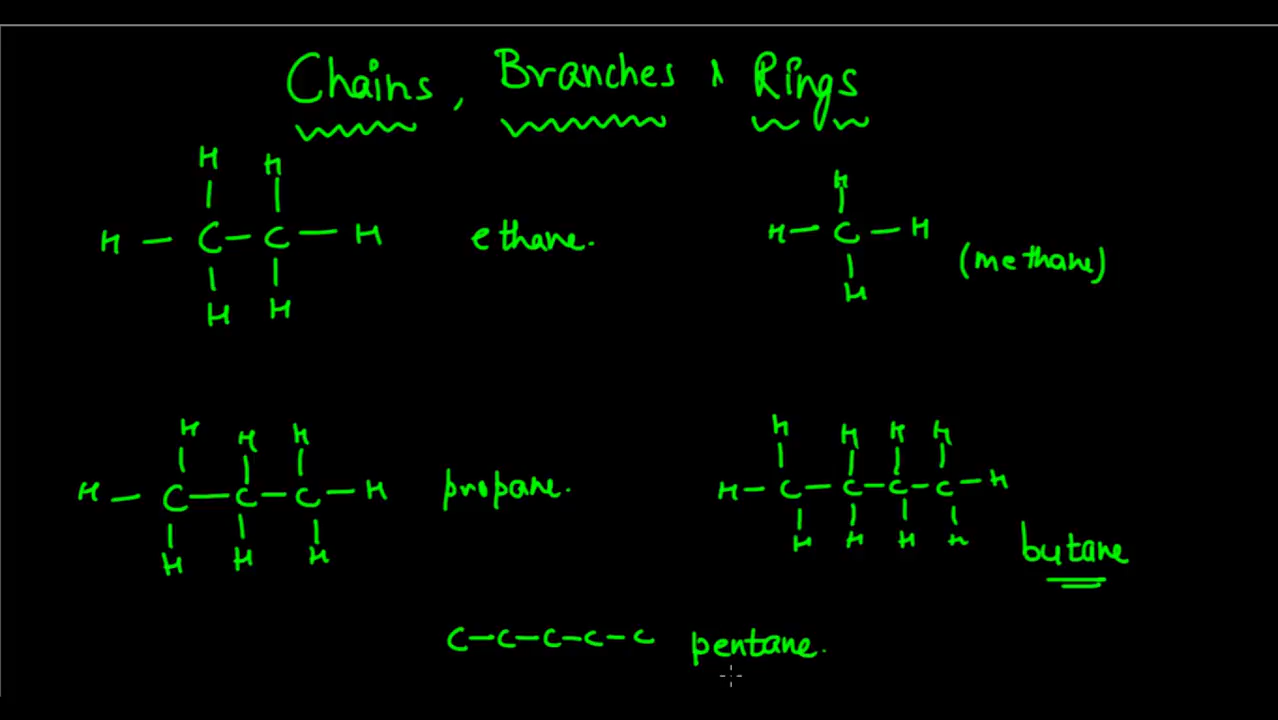 Chains, Branches & Rings
H H
H – C – C – H
H H
ethane.
H
H – C – H
H
(methane)
H H H
H – C – C – C – H
H H H
propane.
H H H H
H – C – C – C – C – H
H H H H
butane
C – C – C – C – C pentane.